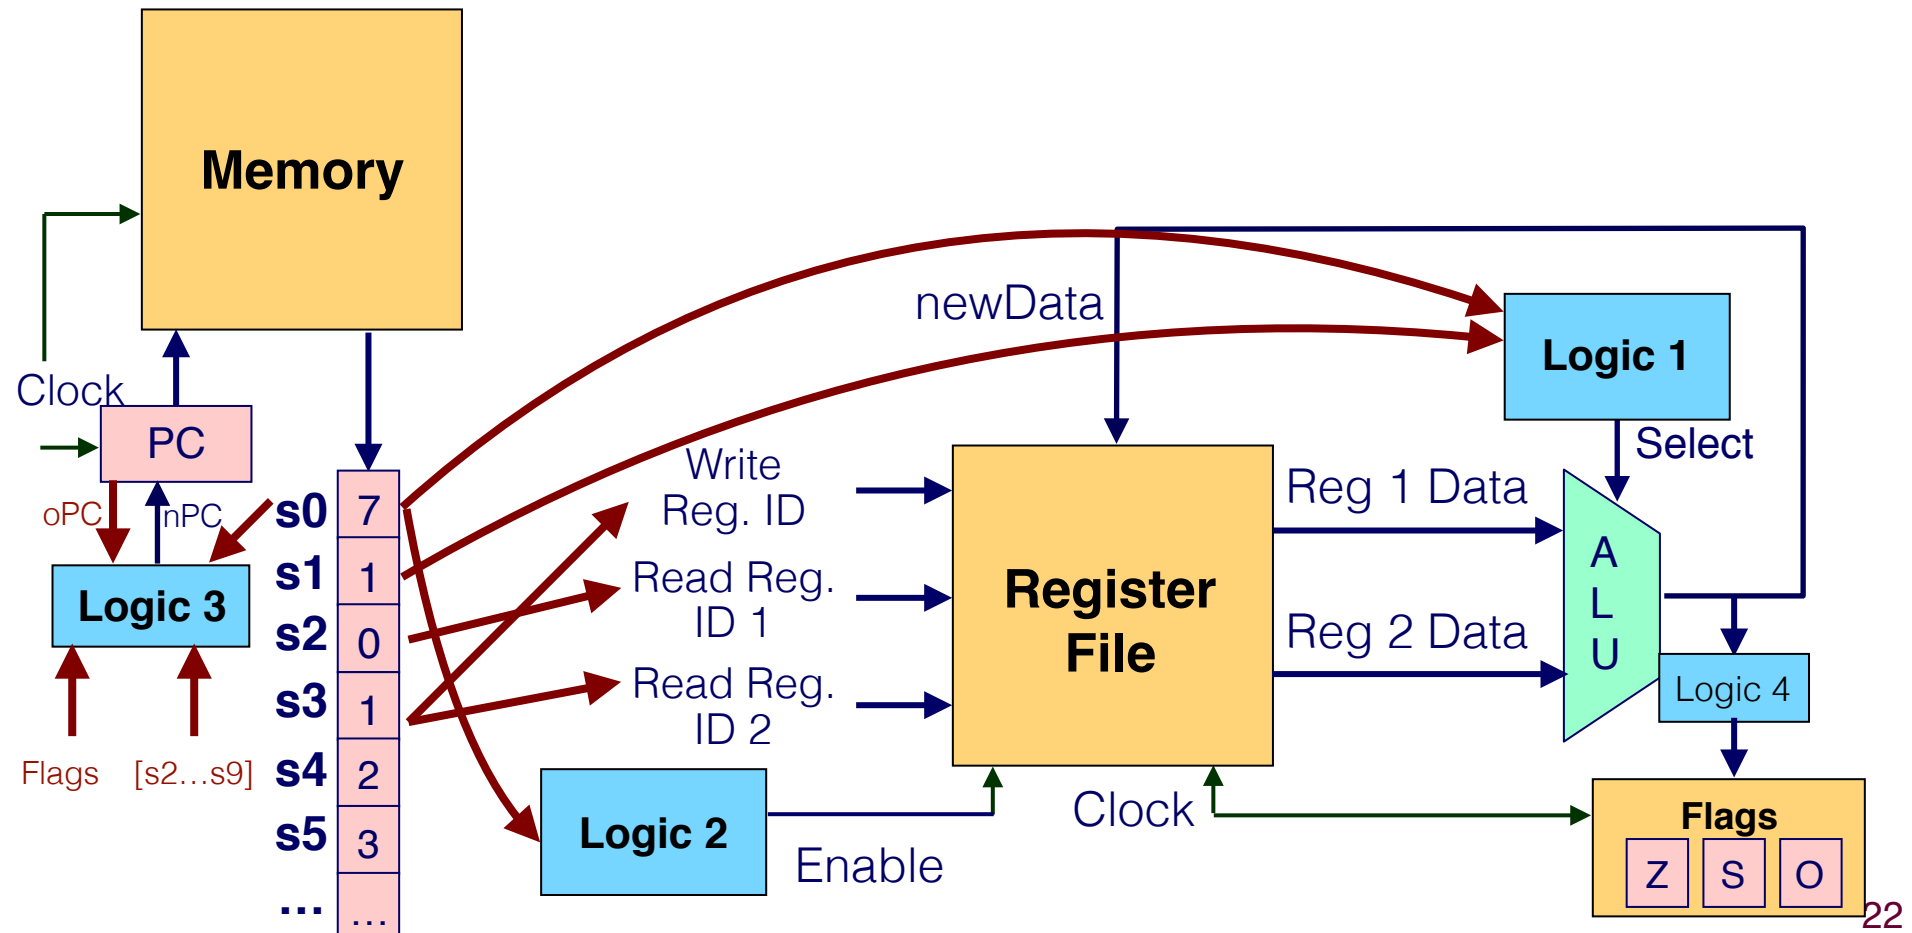 Memory
Clock
PC
oPC
nPC
Logic 3
Flags
[s2...s9]
s0 7
s1 1
s2 0
s3 1
s4 2
s5 3
... ...
newData
Write
Reg. ID
Read Reg.
ID 1
Read Reg.
ID 2
Logic 2
Enable
Register
File
Clock
Reg 1 Data
Reg 2 Data
Logic 1
Select
A
L
U
Logic 4
Flags
Z S O
22